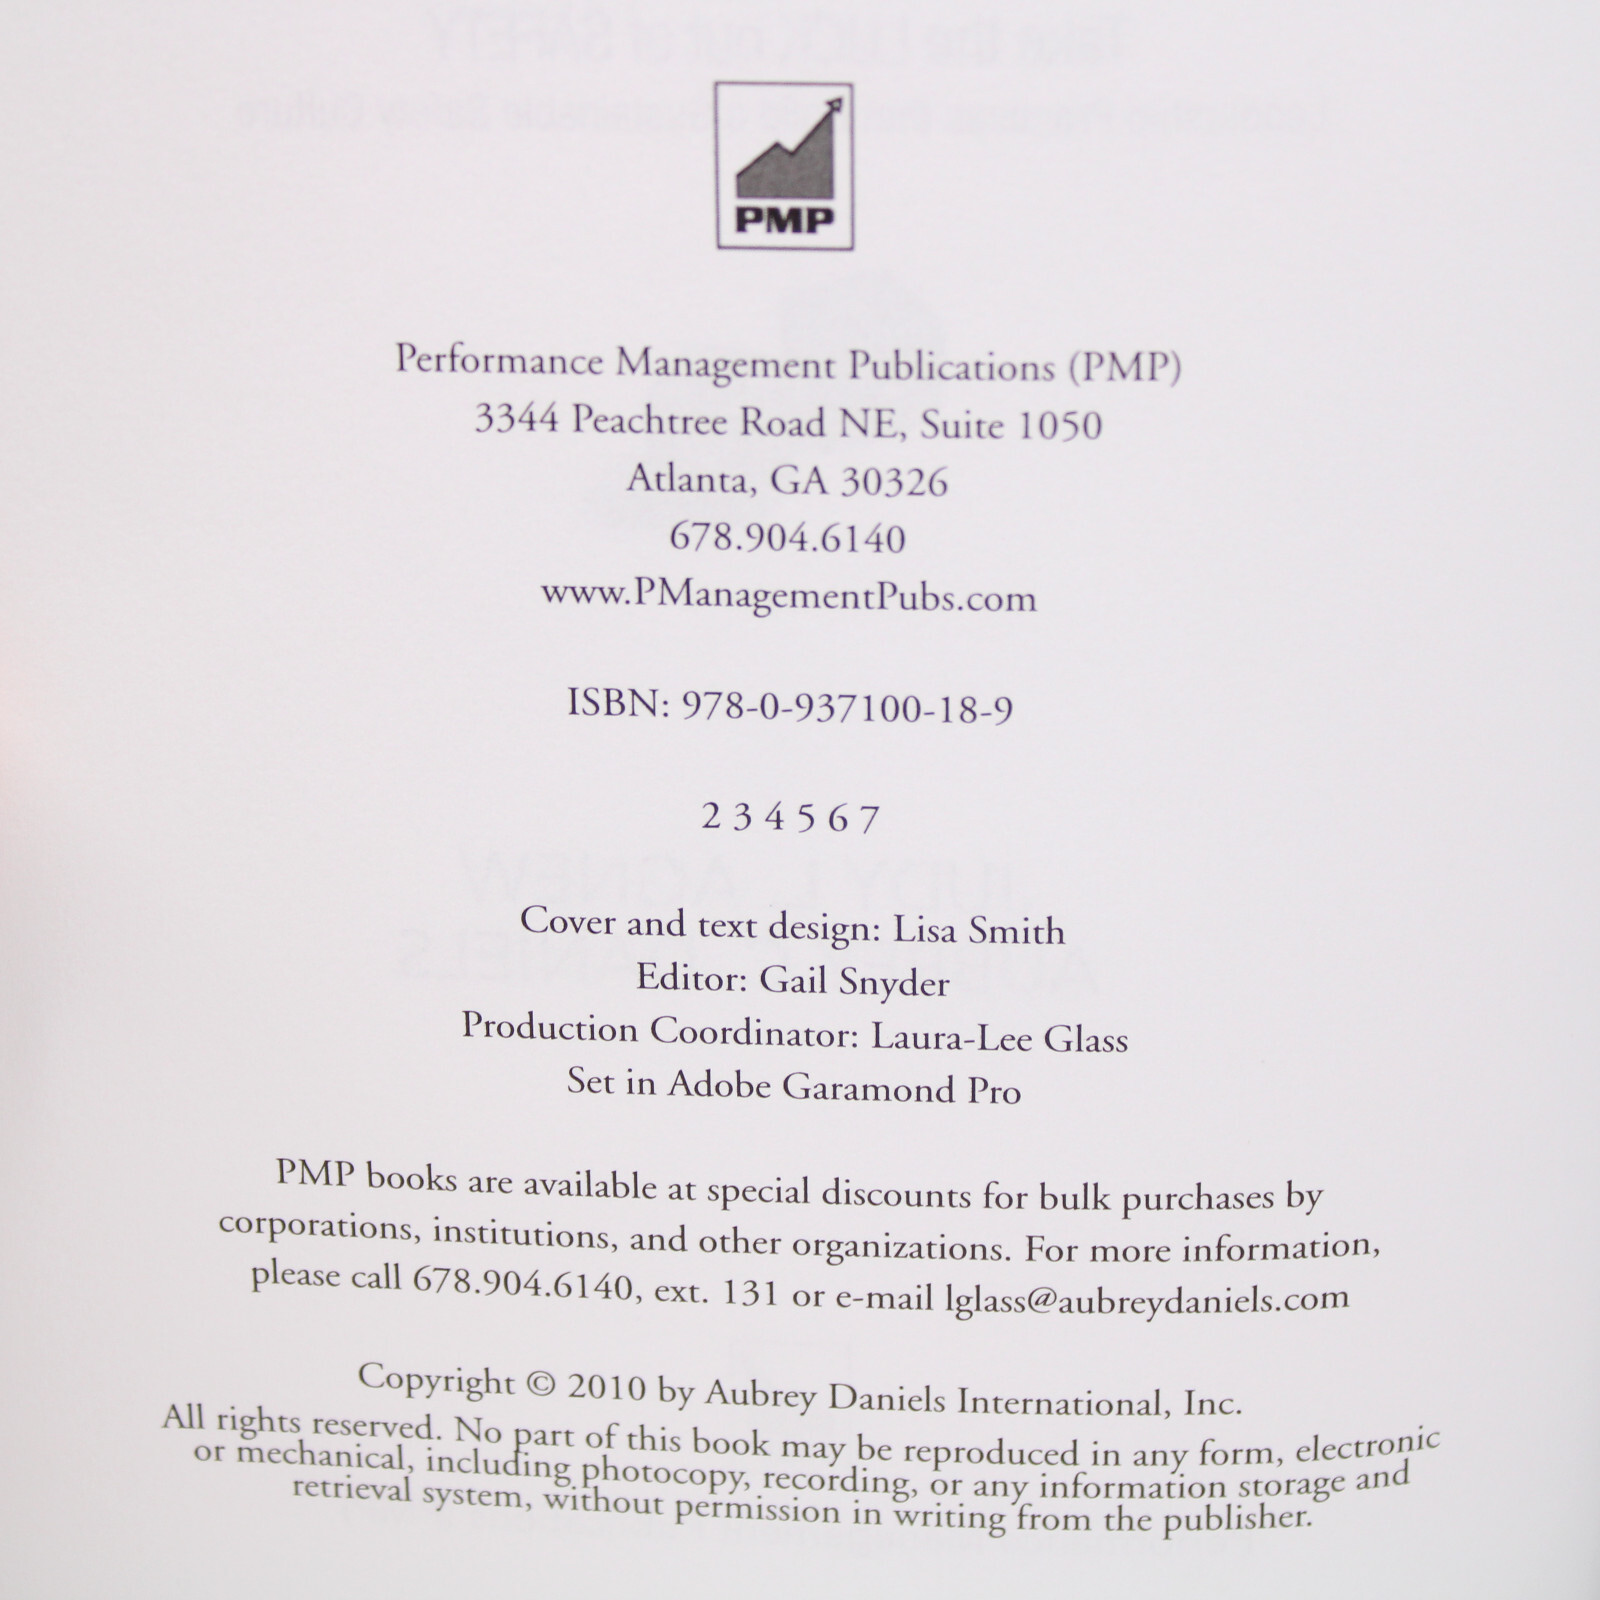 PMP
Performance Management Publications (PMP)
3344 Peachtree Road NE, Suite 1050
Atlanta, GA 30326
678.904.6140
www.PManagementPubs.com
ISBN: 978-0-937100-18-9
2 3 4 5 6 7
Cover and text design: Lisa Smith
Editor: Gail Snyder
Production Coordinator: Laura-Lee Glass
Set in Adobe Garamond Pro
PMP books are available at special discounts for bulk purchases by
corporations, institutions, and other organizations. For more information,
please call 678.904.6140, ext. 131 or e-mail lglass@aubreydaniels.com
Copyright © 2010 by Aubrey Daniels International, Inc.
All rights reserved. No part of this book may be reproduced in any form, electronic
or mechanical, including photocopy, recording, or any information storage and
retrieval system, without permission in writing from the publisher.